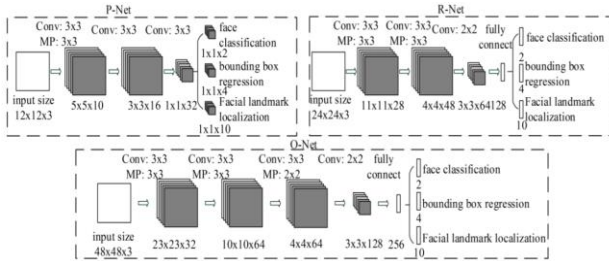 P-Net
Conv: 3x3 Conv: 3x3 Conv: 3x3
MP: 3x3
face
classification
1x1x2
bounding box
regression
1x1x4
Facial landmark
localization
1x1x10
input size
12x12x3
5x5x10
3x3x16
1x1x32
R-Net
Conv: 3x3 Conv: 3x3 Conv: 2x2 fully
MP: 3x3 MP: 3x3 connect
face classification
2
bounding box
regression
4
Facial landmark
localization
10
input size
24x24x3
11x11x28
4x4x48
3x3x64
128
O-Net
Conv: 3x3 Conv: 3x3 Conv: 3x3 Conv: 2x2 fully
MP: 3x3 MP: 3x3 MP: 2x2 connect
face classification
2
bounding box regression
4
Facial landmark localization
10
input size
48x48x3
23x23x32
10x10x64
4x4x64
3x3x128
256